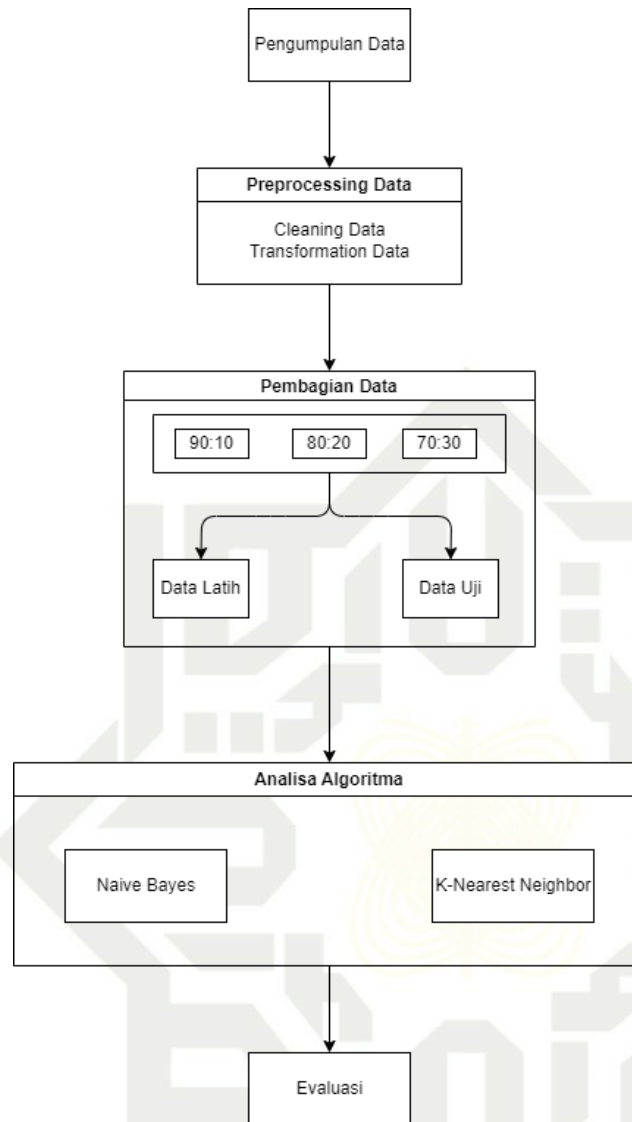 Pengumpulan Data
Preprocessing Data
Cleaning Data
Transformation Data
Pembagian Data
90:10
80:20
70:30
Data Latih
Data Uji
Analisa Algoritma
Naive Bayes
K-Nearest Neighbor
Evaluasi